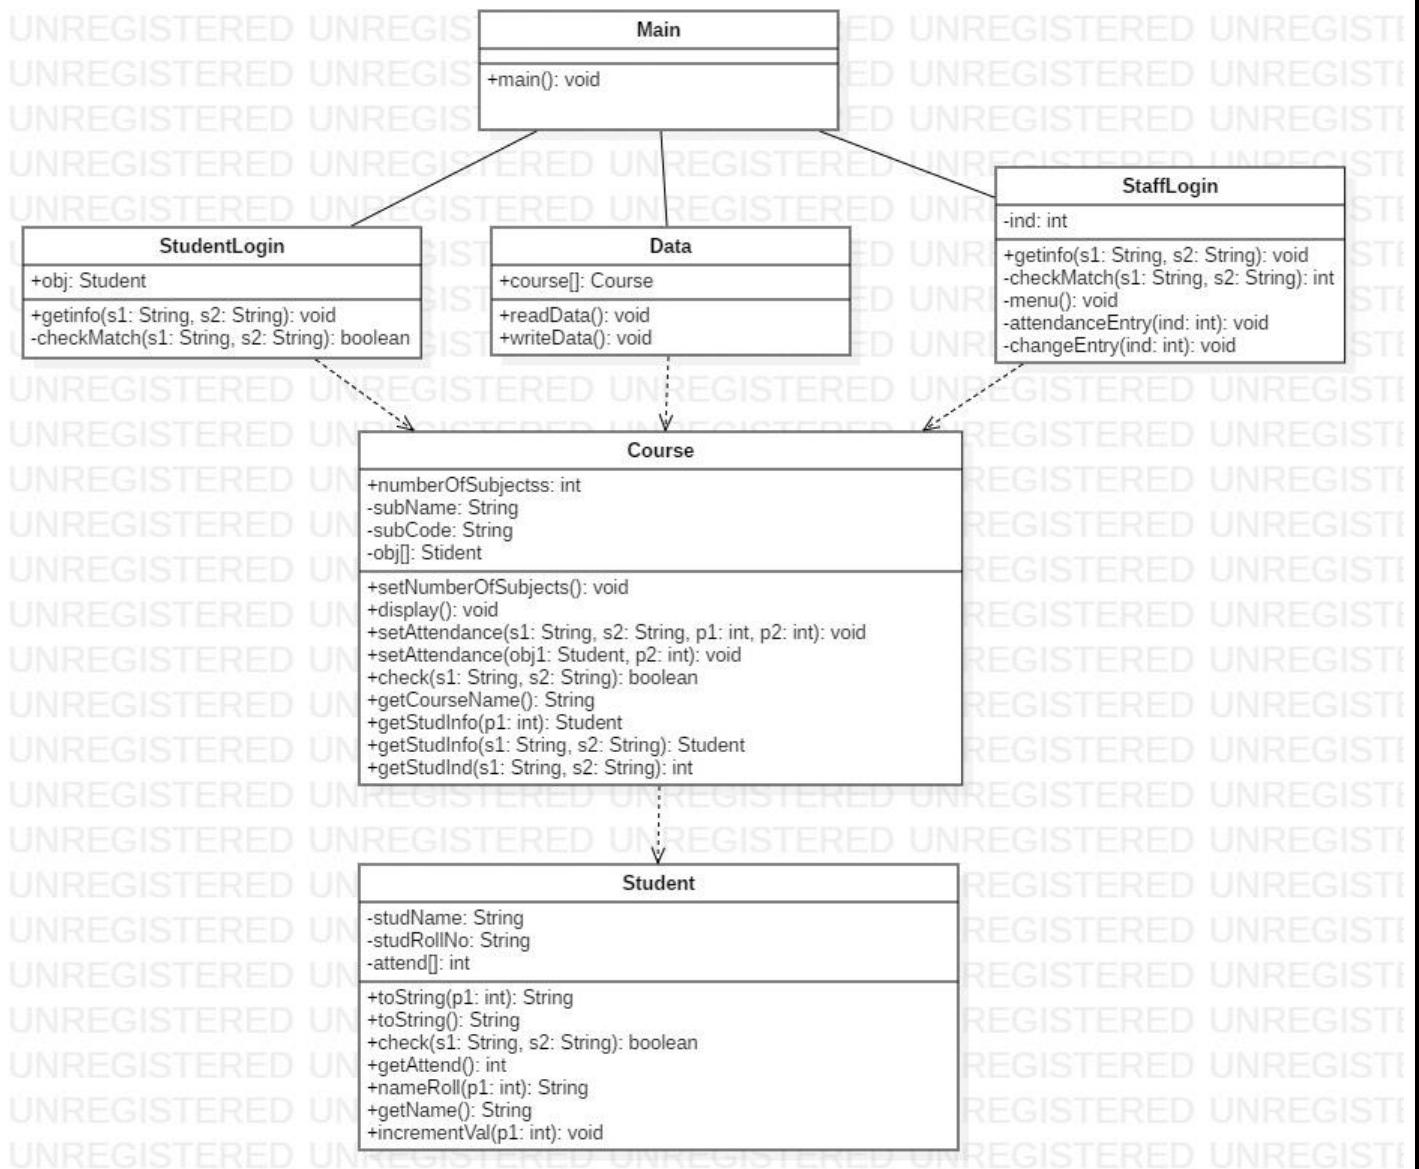 Main
+main(): void
StudentLogin
+obj: Student
+getinfo(s1: String, s2: String): void
-checkMatch(s1: String, s2: String): boolean
Data
+course[]: Course
+readData(): void
+writeData(): void
StaffLogin
-ind: int
+getinfo(s1: String, s2: String): void
-checkMatch(s1: String, s2: String): int
-menu(): void
-attendanceEntry(ind: int): void
-changeEntry(ind: int): void
Course
+numberOfSubjectss: int
-subName: String
-subCode: String
-obj[]: Stident
+setNumberOfSubjects(): void
+display(): void
+setAttendance(s1: String, s2: String, p1: int, p2: int): void
+setAttendance(obj1: Student, p2: int): void
+check(s1: String, s2: String): boolean
+getCourseName(): String
+getStudInfo(p1: int): Student
+getStudInfo(s1: String, s2: String): Student
+getStudInd(s1: String, s2: String): int
Student
-studName: String
-studRollNo: String
-attend[]: int
+toString(p1: int): String
+toString(): String
+check(s1: String, s2: String): boolean
+getAttend(): int
+nameRoll(p1: int): String
+getName(): String
+incrementVal(p1: int): void
UNREGISTERED